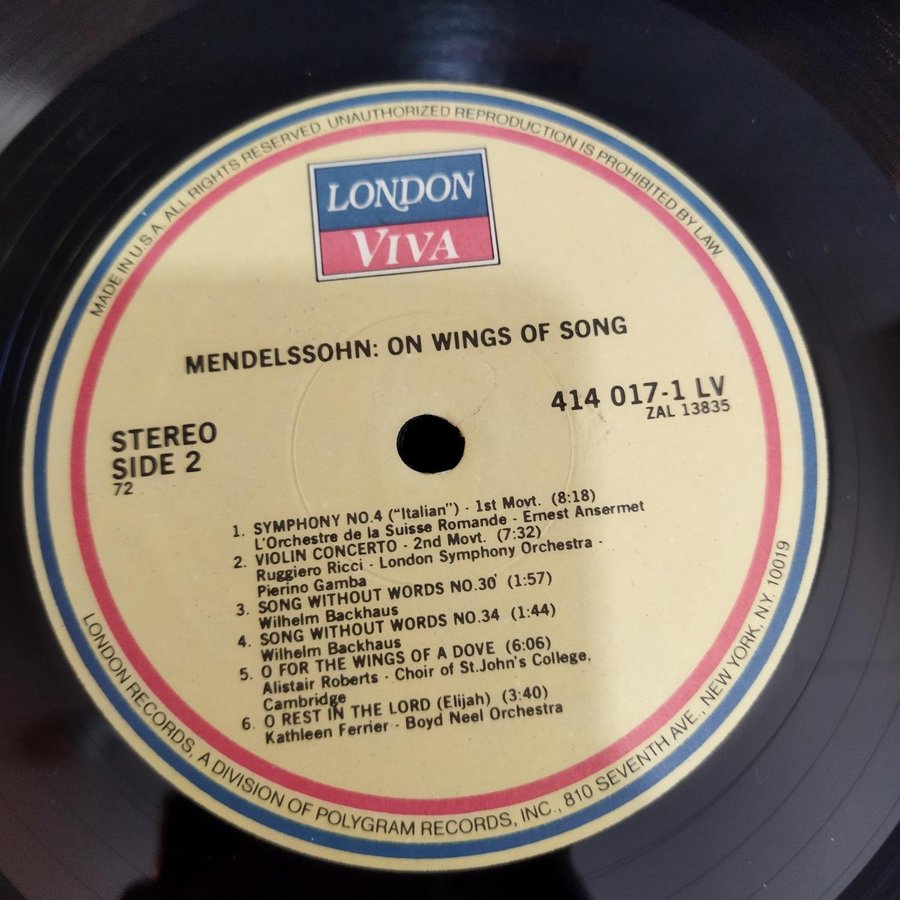 MADE IN U.S.A. ALL RIGHTS RESERVED. UNAUTHORIZED REPRODUCTION IS PROHIBITED BY LAW.
LONDON
VIVA
MENDELSSOHN: ON WINGS OF SONG
414 017-1 LV
ZAL 13835
STEREO
SIDE 2
72
1. SYMPHONY NO.4 ("Italian") - 1st Movt. (8:18)
L'Orchestre de la Suisse Romande - Ernest Ansermet
2. VIOLIN CONCERTO - 2nd Movt. (7:32)
Ruggiero Ricci - London Symphony Orchestra -
Pierino Gamba
3. SONG WITHOUT WORDS NO.30 (1:57)
Wilhelm Backhaus
4. SONG WITHOUT WORDS NO.34 (1:44)
Wilhelm Backhaus
5. O FOR THE WINGS OF A DOVE (6:06)
Alistair Roberts - Choir of St.John's College,
Cambridge
6. O REST IN THE LORD (Elijah) (3:40)
Kathleen Ferrier - Boyd Neel Orchestra
LONDON RECORDS, A DIVISION OF POLYGRAM RECORDS, INC., 810 SEVENTH AVE., NEW YORK, N.Y. 10019